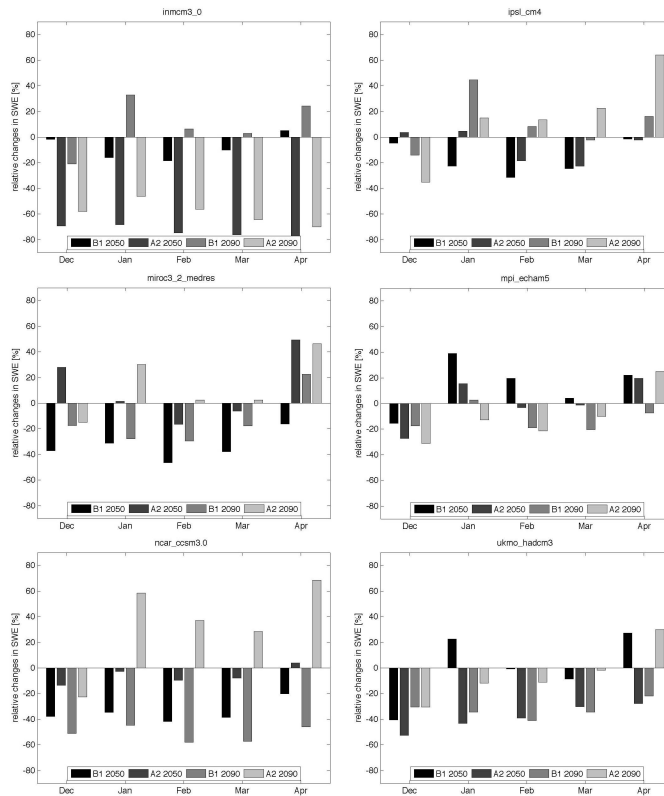 inmcm3_0
80
60
40
20
0
-20
-40
-60
-80
relative changes in SWE [%]
B1 2050 A2 2050 B1 2090 A2 2090
Dec Jan Feb Mar Apr
ipsl_cm4
80
60
40
20
0
-20
-40
-60
-80
relative changes in SWE [%]
B1 2050 A2 2050 B1 2090 A2 2090
Dec Jan Feb Mar Apr
miroc3_2_medres
80
60
40
20
0
-20
-40
-60
-80
relative changes in SWE [%]
B1 2050 A2 2050 B1 2090 A2 2090
Dec Jan Feb Mar Apr
mpi_echam5
80
60
40
20
0
-20
-40
-60
-80
relative changes in SWE [%]
B1 2050 A2 2050 B1 2090 A2 2090
Dec Jan Feb Mar Apr
ncar_ccsm3.0
80
60
40
20
0
-20
-40
-60
-80
relative changes in SWE [%]
B1 2050 A2 2050 B1 2090 A2 2090
Dec Jan Feb Mar Apr
ukmo_hadcm3
80
60
40
20
0
-20
-40
-60
-80
relative changes in SWE [%]
B1 2050 A2 2050 B1 2090 A2 2090
Dec Jan Feb Mar Apr